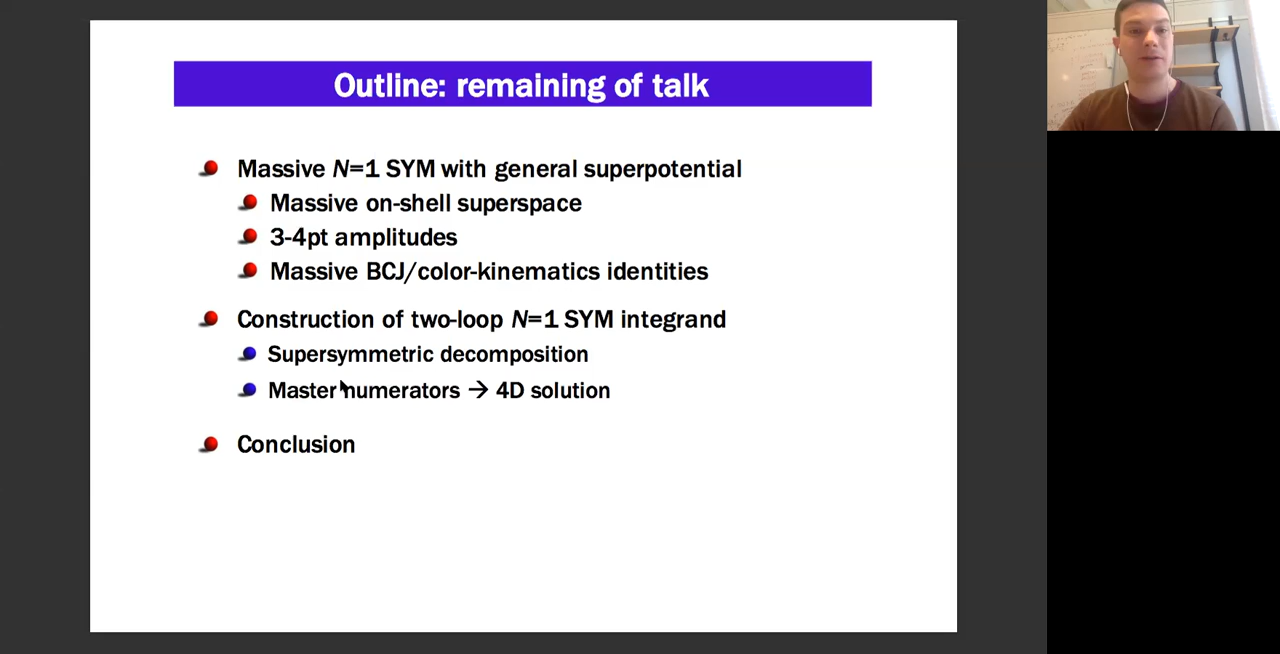 Outline: remaining of talk
Massive N=1 SYM with general superpotential
Massive on-shell superspace
3-4pt amplitudes
Massive BCJ/color-kinematics identities
Construction of two-loop N=1 SYM integrand
Supersymmetric decomposition
Master numerators → 4D solution
Conclusion